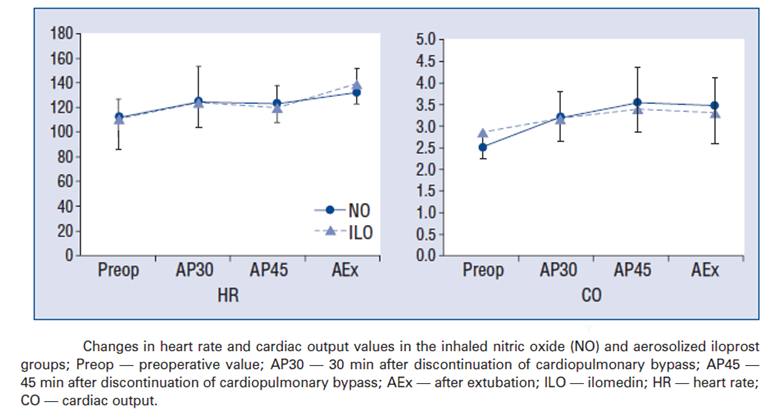 180
160
140
120
100
80
60
40
20
0
NO
ILO
Preop AP30 AP45 AEx
HR
5.0
4.5
4.0
3.5
3.0
2.5
2.0
1.5
1.0
0.5
0.0
Preop AP30 AP45 AEx
CO
Changes in heart rate and cardiac output values in the inhaled nitric oxide (NO) and aerosolized iloprost
groups; Preop — preoperative value; AP30 — 30 min after discontinuation of cardiopulmonary bypass; AP45 —
45 min after discontinuation of cardiopulmonary bypass; AEx — after extubation; ILO — ilomedin; HR — heart rate;
CO — cardiac output.